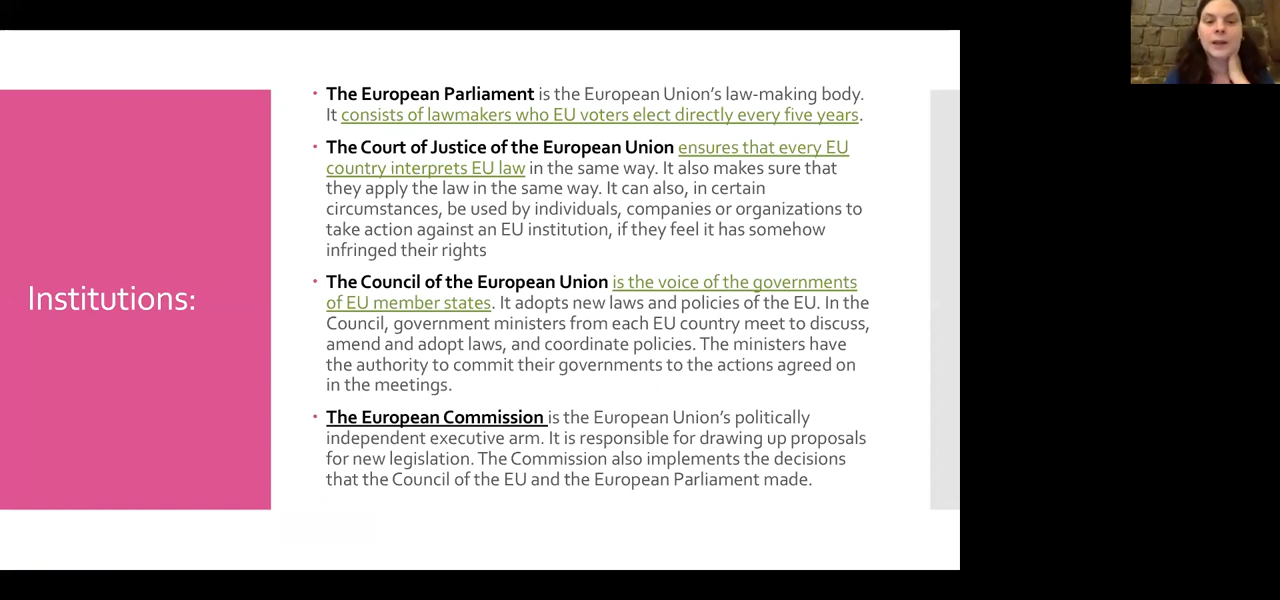 Institutions:
The European Parliament is the European Union's law-making body.
It consists of lawmakers who EU voters elect directly every five years.
The Court of Justice of the European Union ensures that every EU
country interprets EU law in the same way. It also makes sure that
they apply the law in the same way. It can also, in certain
circumstances, be used by individuals, companies or organizations to
take action against an EU institution, if they feel it has somehow
infringed their rights
The Council of the European Union is the voice of the governments
of EU member states. It adopts new laws and policies of the EU. In the
Council, government ministers from each EU country meet to discuss,
amend and adopt laws, and coordinate policies. The ministers have
the authority to commit their governments to the actions agreed on
in the meetings.
The European Commission is the European Union's politically
independent executive arm. It is responsible for drawing up proposals
for new legislation. The Commission also implements the decisions
that the Council of the EU and the European Parliament made.